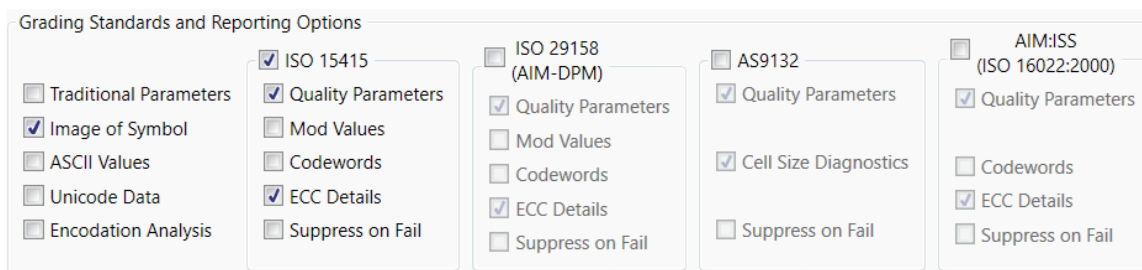 Grading Standards and Reporting Options
Traditional Parameters
Image of Symbol
ASCII Values
Unicode Data
Encodation Analysis
ISO 15415
Quality Parameters
Mod Values
Codewords
ECC Details
Suppress on Fail
ISO 29158
(AIM-DPM)
Quality Parameters
Mod Values
Codewords
ECC Details
Suppress on Fail
AS9132
Quality Parameters
Cell Size Diagnostics
Suppress on Fail
AIM:ISS
(ISO 16022:2000)
Quality Parameters
Codewords
ECC Details
Suppress on Fail